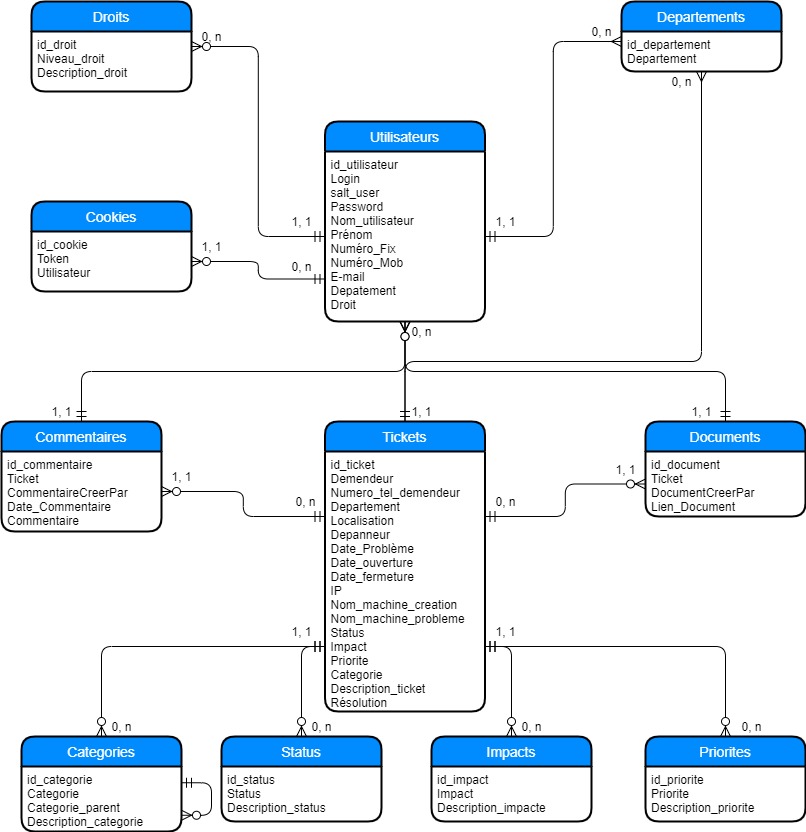 Droits
id_droit
Niveau_droit
Description_droit
0, n
Departements
id_departement
Departement
0, n
0, n
Utilisateurs
id_utilisateur
Login
salt_user
Password
Nom_utilisateur
Prénom
Numéro_Fix
Numéro_Mob
E-mail
Depatement
Droit
1, 1
1, 1
0, n
0, n
Cookies
id_cookie
Token
Utilisateur
1, 1
Commentaires
id_commentaire
Ticket
CommentaireCreerPar
Date_Commentaire
Commentaire
1, 1
1, 1
Tickets
id_ticket
Demendeur
Numero_tel_demendeur
Departement
Localisation
Depanneur
Date_Problème
Date_ouverture
Date_fermeture
IP
Nom_machine_creation
Nom_machine_probleme
Status
Impact
Priorite
Categorie
Description_ticket
Résolution
1, 1
0, n
0, n
1, 1
1, 1
Documents
id_document
Ticket
DocumentCreerPar
Lien_Document
1, 1
1, 1
Categories
id_categorie
Categorie
Categorie_parent
Description_categorie
0, n
Status
id_status
Status
Description_status
0, n
Impacts
id_impact
Impact
Description_impacte
0, n
Priorites
id_priorite
Priorite
Description_priorite
0, n